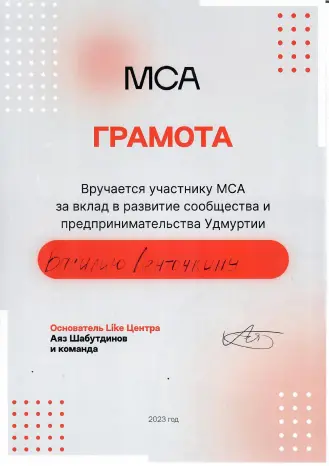 МСА
ГРАМОТА
Вручается участнику МСА
за вклад в развитие сообщества и
предпринимательства Удмуртии
Основатель Like Центра
Аяз Шабутдинов
и команда
2023 год